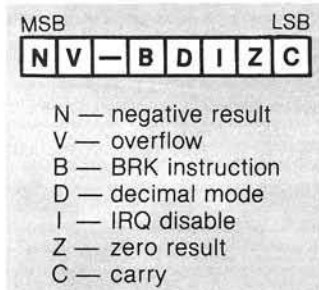 MSB LSB
N V — B D I Z C
N — negative result
V — overflow
B — BRK instruction
D — decimal mode
I — IRQ disable
Z — zero result
C — carry